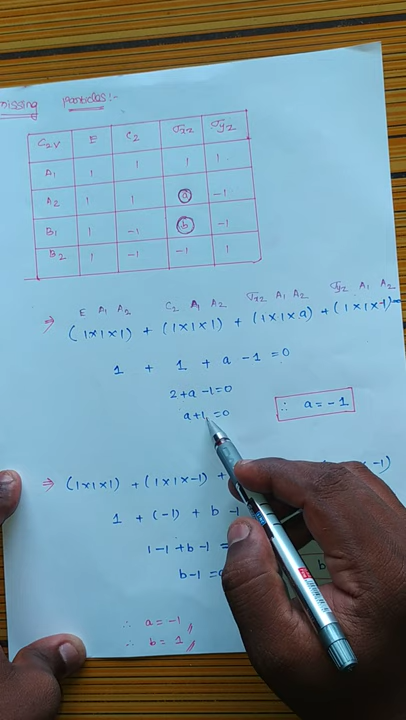 missing Particles :-
C₂V E C₂ σxz σyz
A₁ 1 1 1 1
A₂ 1 1 a -1
B₁ 1 -1 b -1
B₂ 1 -1 -1 1
E A₁ A₂ C₂ A₁ A₂ σxz A₁ A₂ σyz A₁ A₂
⇒ (1×1×1) + (1×1×1) + (1×1×a) + (1×1×-1) =
1 + 1 + a - 1 = 0
2+a-1=0
a+1=0
∴ a = -1
⇒ (1×1×1) + (1×1×-1) + ×-1)
1 + (-1) + b -1
1-1+b-1 =
b-1=
b
∴ a = -1
∴ b = 1